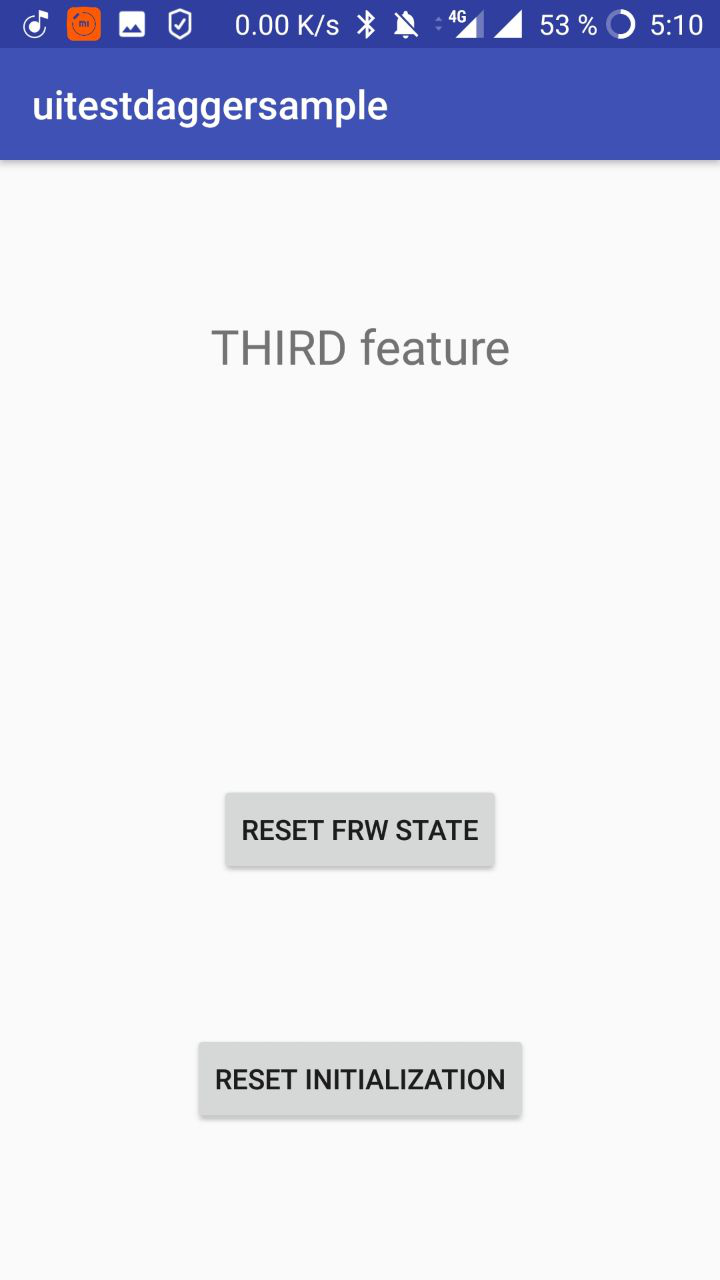 0.00 K/s 4G 53 % 5:10
uitestdaggersample
THIRD feature
RESET FRW STATE
RESET INITIALIZATION